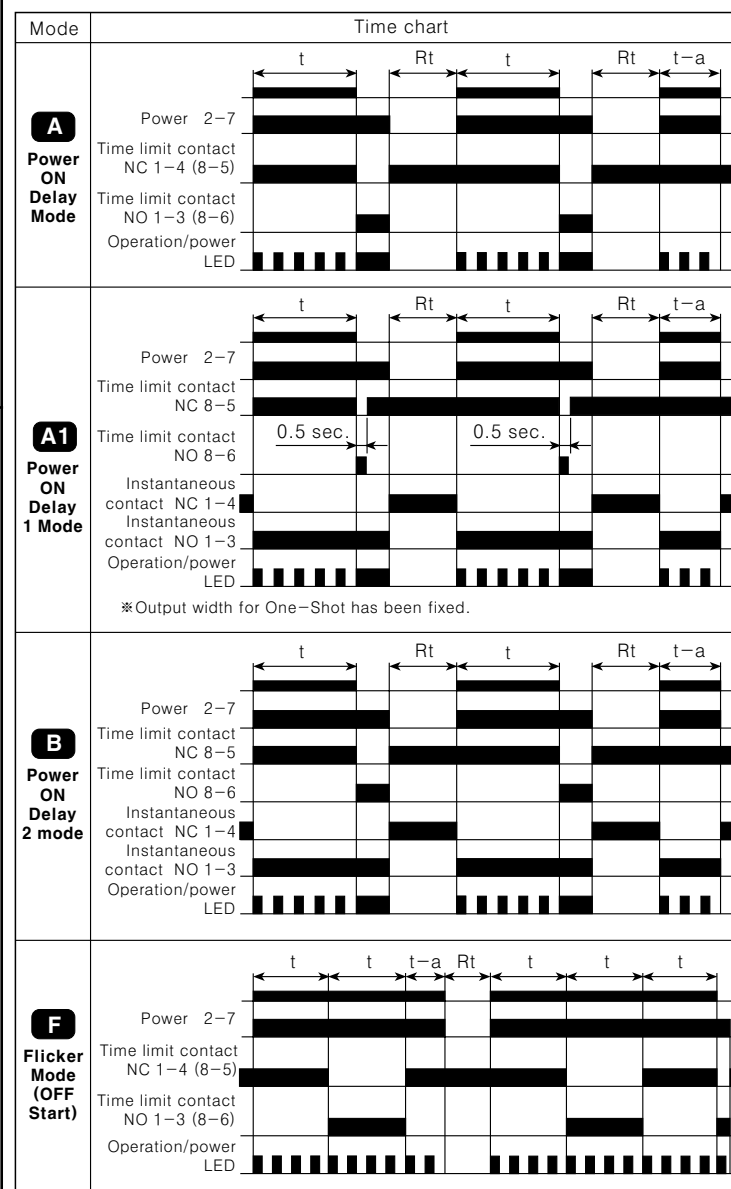 Mode Time chart
t Rt t Rt t-a
A
Power
ON
Delay
Mode
Power 2-7
Time limit contact
NC 1-4 (8-5)
Time limit contact
NO 1-3 (8-6)
Operation/power
LED
t Rt t Rt t-a
A1
Power
ON
Delay
1 Mode
Power 2-7
Time limit contact
NC 8-5
Time limit contact
NO 8-6
0.5 sec. 0.5 sec.
Instantaneous
contact NC 1-4
Instantaneous
contact NO 1-3
Operation/power
LED
※Output width for One-Shot has been fixed.
t Rt t Rt t-a
B
Power
ON
Delay
2 mode
Power 2-7
Time limit contact
NC 8-5
Time limit contact
NO 8-6
Instantaneous
contact NC 1-4
Instantaneous
contact NO 1-3
Operation/power
LED
t t t-a Rt t t t
F
Flicker
Mode
(OFF
Start)
Power 2-7
Time limit contact
NC 1-4 (8-5)
Time limit contact
NO 1-3 (8-6)
Operation/power
LED